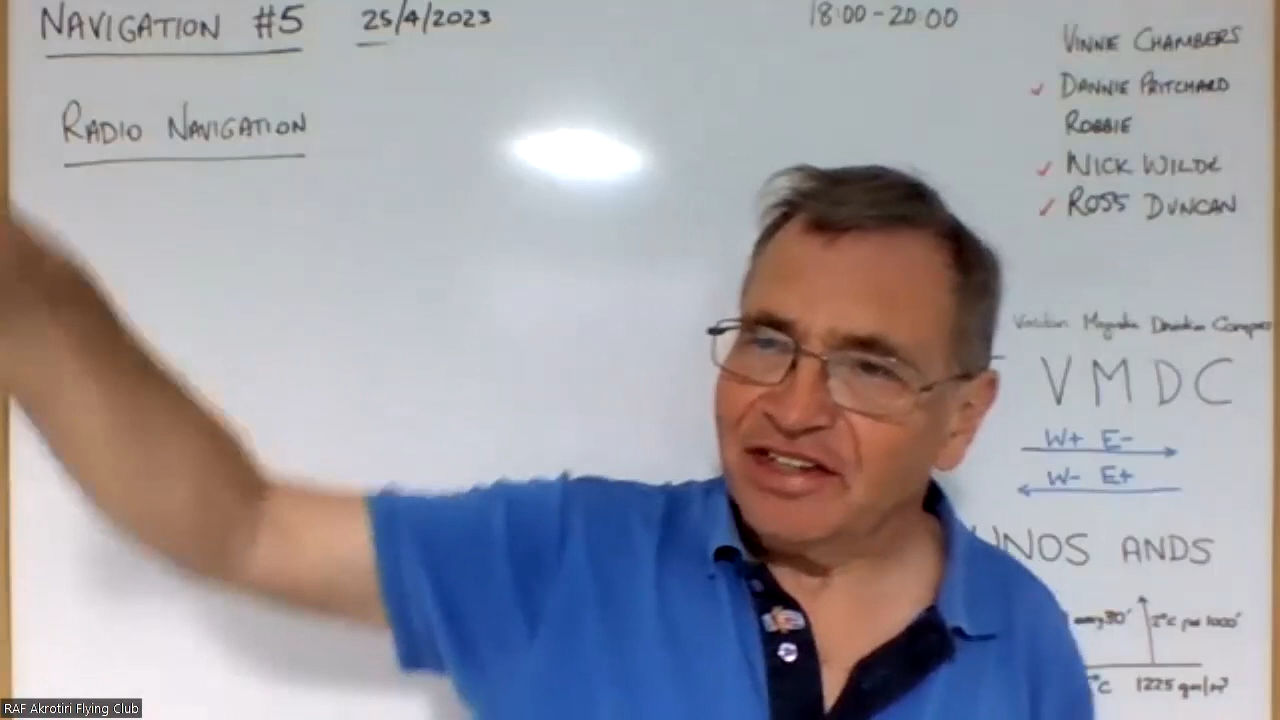 NAVIGATION #5 25/4/2023 18:00-20:00
RADIO NAVIGATION
VINNIE CHAMBERS
✓ DANNIE PRITCHARD
ROBBIE
✓ NICK WILDE
✓ ROSS DUNCAN
Variation Magnetic Deviation Compass
V M D C
W+ E-
W- E+
UNOS ANDS
30' 2°C per 1000'
°C 1225 gm/m³
RAF Akrotiri Flying Club